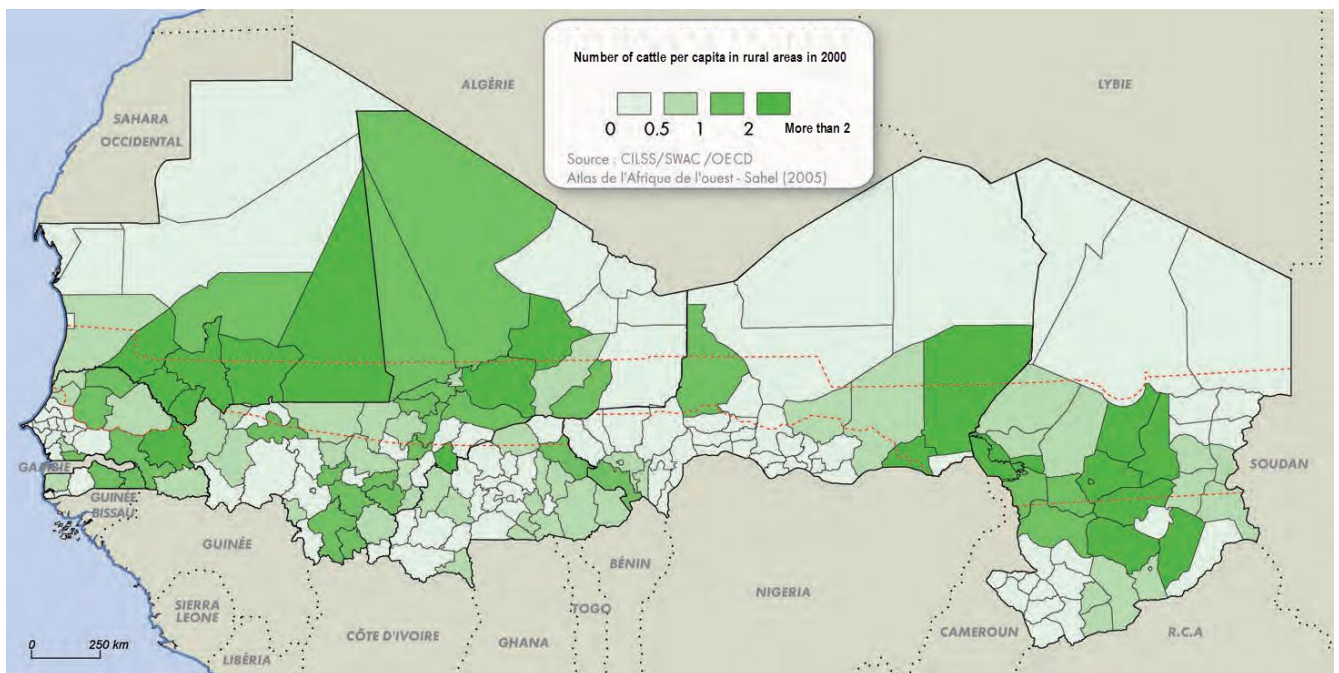 Number of cattle per capita in rural areas in 2000
0 0.5 1 2 More than 2
Source : CILSS/SWAC /OECD
Atlas de l'Afrique de l'ouest - Sahel (2005)
ALGÉRIE
LYBIE
SAHARA
OCCIDENTAL
GAMBIE
GUINÉE
BISSAU
SOUDAN
GUINÉE
BÉNIN
NIGERIA
SIERRA
LEONE
TOGO
CÔTE D'IVOIRE
GHANA
CAMEROUN
R.C.A
LIBÉRIA
0 250 km